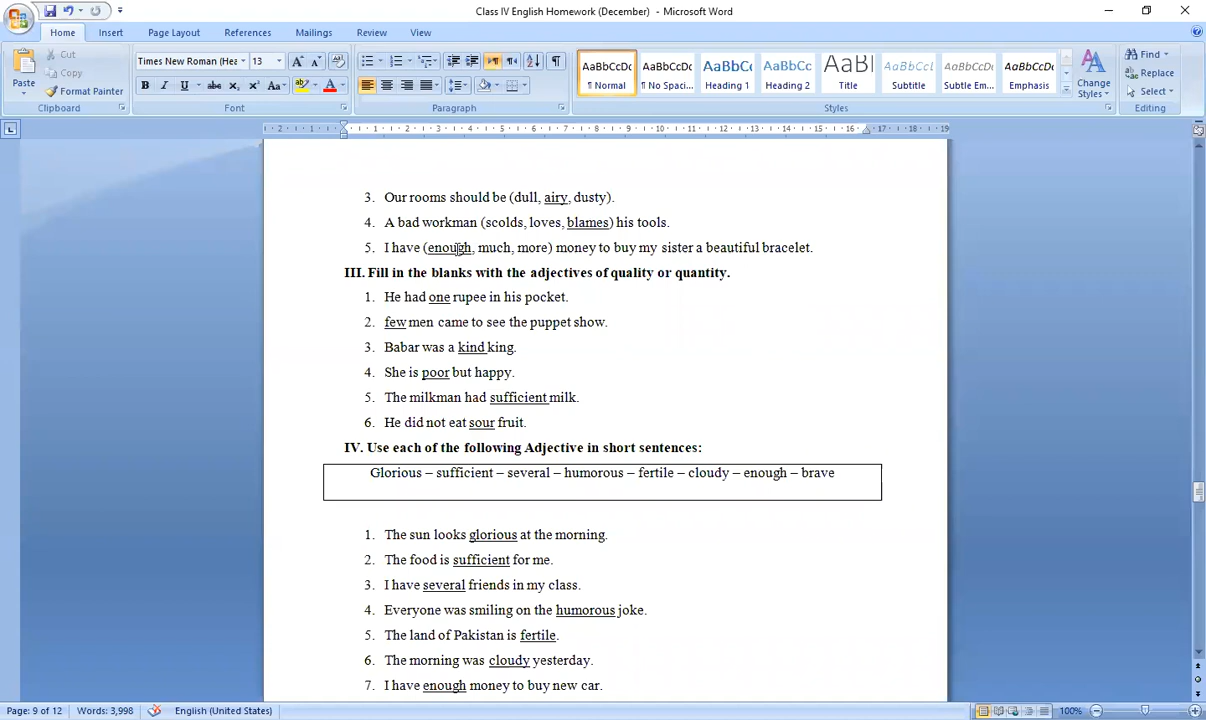 Class IV English Homework (December) - Microsoft Word
Home Insert Page Layout References Mailings Review View
Paste
Cut
Copy
Format Painter
Clipboard
Times New Roman (Hea 13
Font
Paragraph
AaBbCcDc AaBbCcDc AaBbCc AaBbCc AaBl AaBbCcl AaBbCcDc AaBbCcDc
¶ Normal ¶ No Spaci... Heading 1 Heading 2 Title Subtitle Subtle Em... Emphasis
Change Styles
Styles
Find
Replace
Select
Editing
3. Our rooms should be (dull, airy, dusty).
4. A bad workman (scolds, loves, blames) his tools.
5. I have (enough, much, more) money to buy my sister a beautiful bracelet.
III. Fill in the blanks with the adjectives of quality or quantity.
1. He had one rupee in his pocket.
2. few men came to see the puppet show.
3. Babar was a kind king.
4. She is poor but happy.
5. The milkman had sufficient milk.
6. He did not eat sour fruit.
IV. Use each of the following Adjective in short sentences:
Glorious – sufficient – several – humorous – fertile – cloudy – enough – brave
1. The sun looks glorious at the morning.
2. The food is sufficient for me.
3. I have several friends in my class.
4. Everyone was smiling on the humorous joke.
5. The land of Pakistan is fertile.
6. The morning was cloudy yesterday.
7. I have enough money to buy new car.
Page: 9 of 12 Words: 3,998 English (United States) 100%